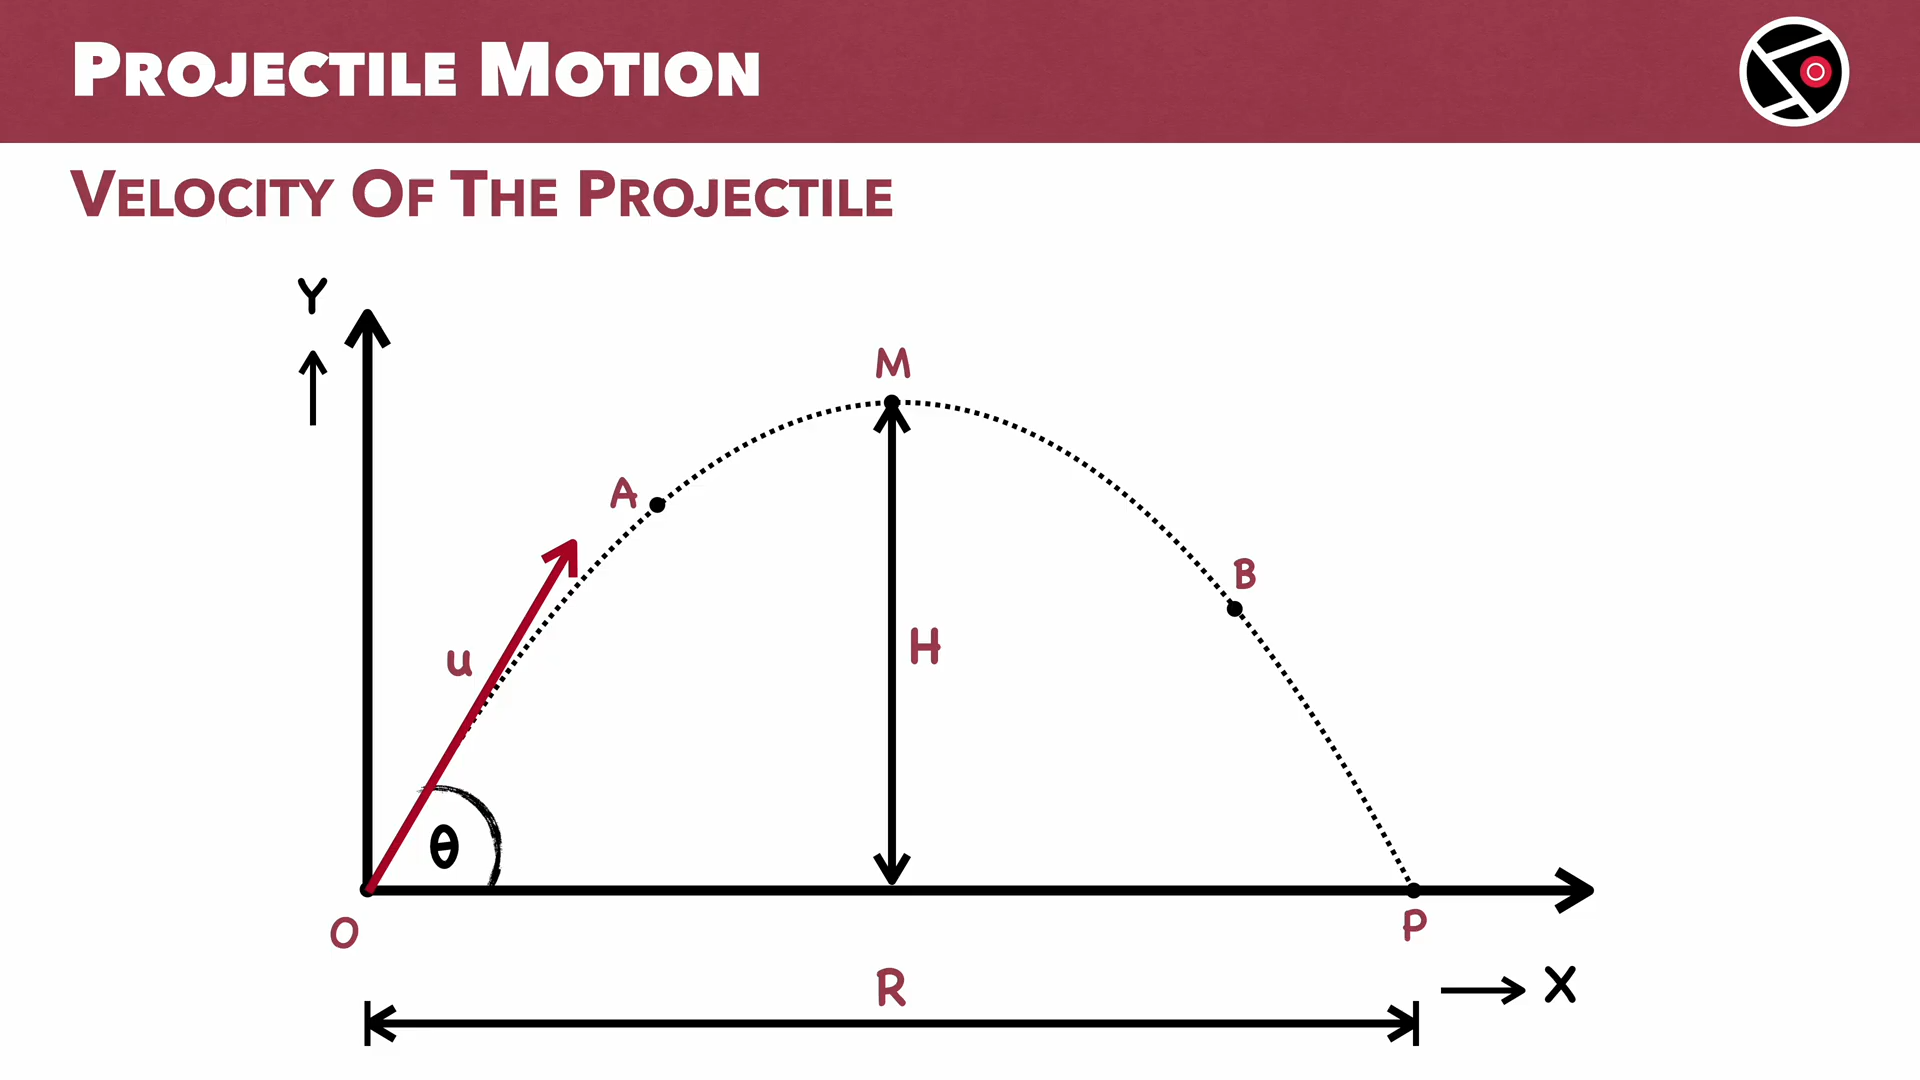 PROJECTILE MOTION
VELOCITY OF THE PROJECTILE
Y
M
A
B
u
H
θ
O
P
R
X